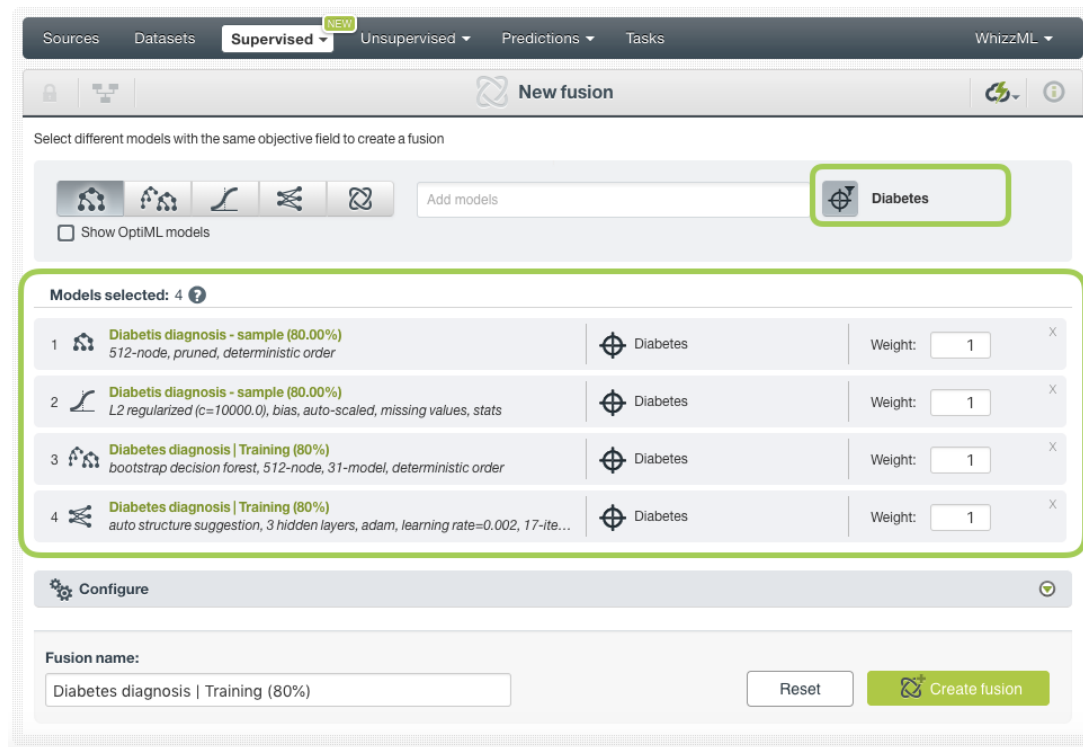 NEW
Sources Datasets Supervised Unsupervised Predictions Tasks WhizzML
New fusion
Select different models with the same objective field to create a fusion
Add models Diabetes
Show OptiML models
Models selected: 4 ?
1 Diabetis diagnosis - sample (80.00%) Diabetes Weight: 1 X
512-node, pruned, deterministic order
2 Diabetis diagnosis - sample (80.00%) Diabetes Weight: 1 X
L2 regularized (c=10000.0), bias, auto-scaled, missing values, stats
3 Diabetes diagnosis | Training (80%) Diabetes Weight: 1 X
bootstrap decision forest, 512-node, 31-model, deterministic order
4 Diabetes diagnosis | Training (80%) Diabetes Weight: 1 X
auto structure suggestion, 3 hidden layers, adam, learning rate=0.002, 17-ite...
Configure
Fusion name:
Diabetes diagnosis | Training (80%) Reset Create fusion